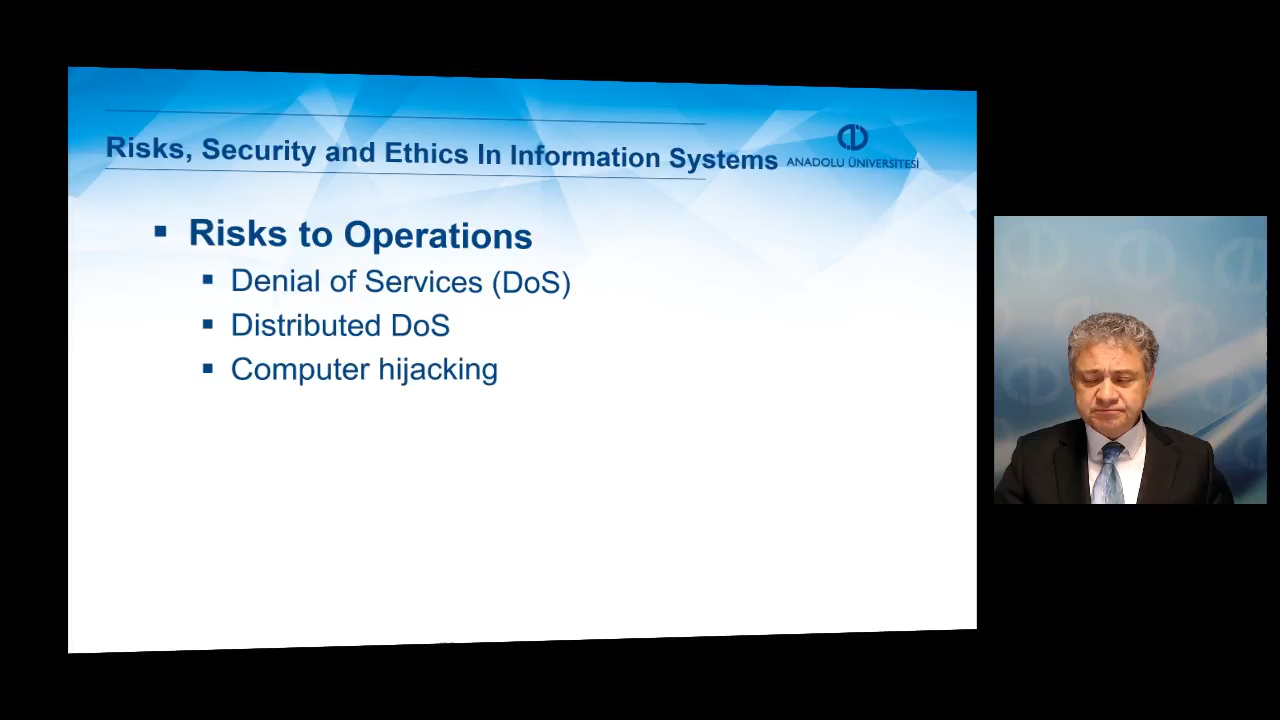 Risks, Security and Ethics In Information Systems
ANADOLU ÜNİVERSİTESİ
Risks to Operations
Denial of Services (DoS)
Distributed DoS
Computer hijacking